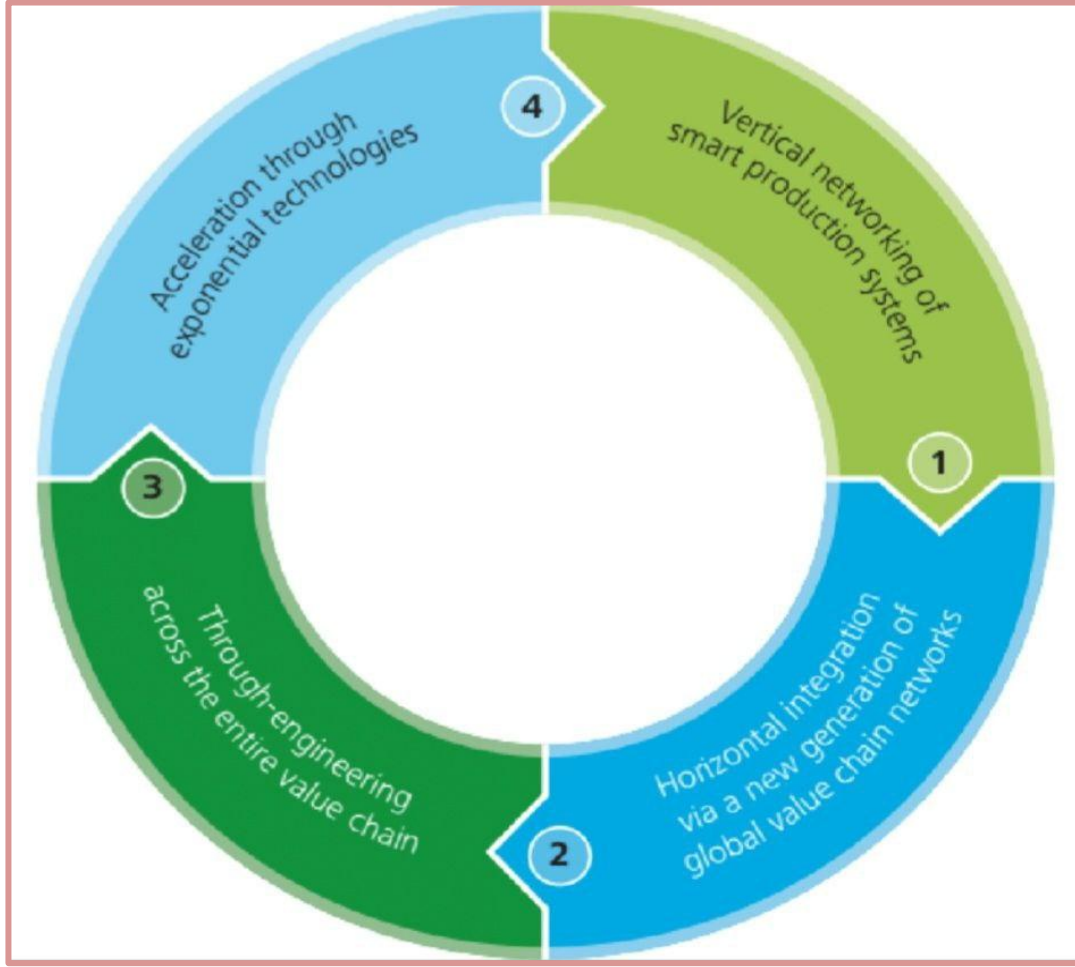 4
Vertical networking of
smart production systems
1
Horizontal integration
via a new generation of
global value chain networks
2
Through-engineering
across the entire value chain
3
Acceleration through
exponential technologies